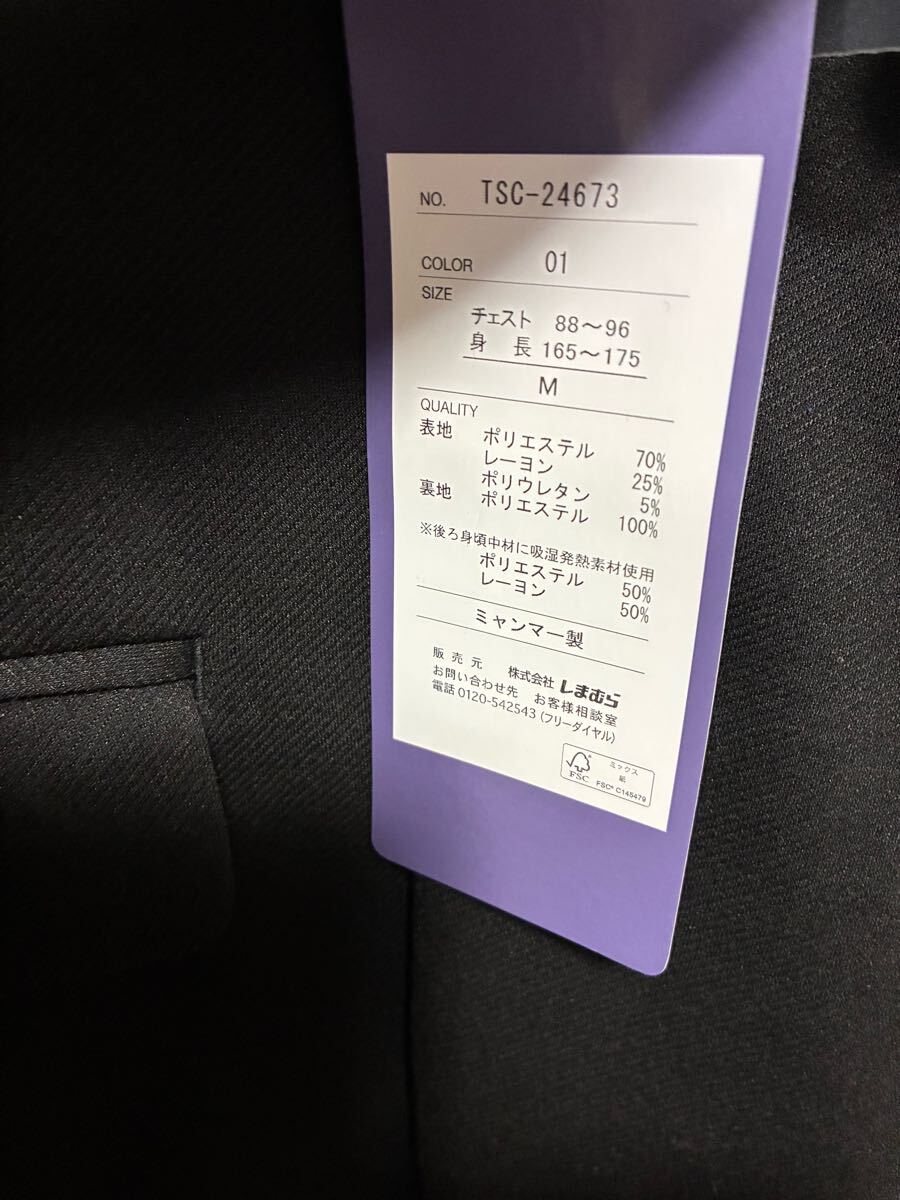 NO. TSC-24673
COLOR 01
SIZE
チェスト 88～96
身 長 165～175
M
QUALITY
表地 ポリエステル 70%
レーヨン 25%
ポリウレタン 5%
裏地 ポリエステル 100%
※後ろ身頃中材に吸湿発熱素材使用
ポリエステル 50%
レーヨン 50%
ミャンマー製
販売元 株式会社 しまむら
お問い合わせ先 お客様相談室
電話 0120-542543 (フリーダイヤル)
ミックス
紙
FSC
FSC® C145479